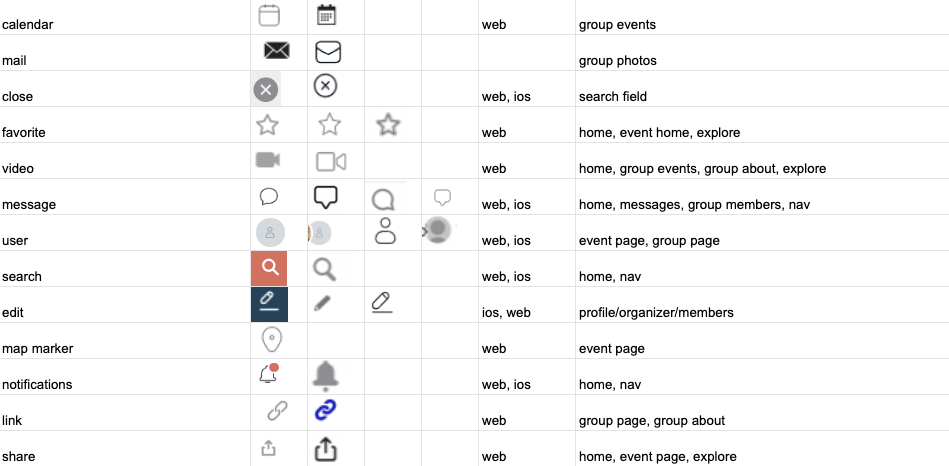 calendar web group events
mail group photos
close web, ios search field
favorite web home, event home, explore
video web home, group events, group about, explore
message web, ios home, messages, group members, nav
user web, ios event page, group page
search web, ios home, nav
edit ios, web profile/organizer/members
map marker web event page
notifications web, ios home, nav
link web group page, group about
share web home, event page, explore